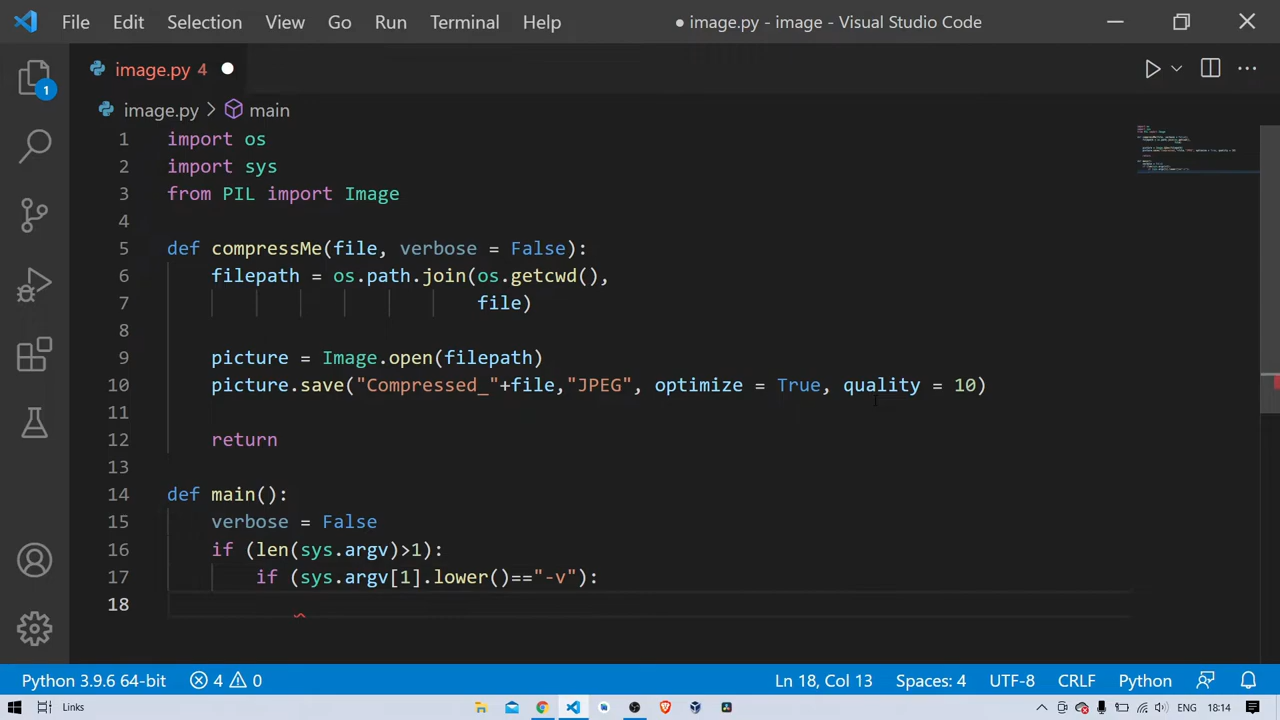 File Edit Selection View Go Run Terminal Help ● image.py - image - Visual Studio Code
image.py 4
image.py > main
1 import os
2 import sys
3 from PIL import Image
4
5 def compressMe(file, verbose = False):
6 filepath = os.path.join(os.getcwd(),
7 file)
8
9 picture = Image.open(filepath)
10 picture.save("Compressed_"+file,"JPEG", optimize = True, quality = 10)
11
12 return
13
14 def main():
15 verbose = False
16 if (len(sys.argv)>1):
17 if (sys.argv[1].lower()=="-v"):
18
1
Python 3.9.6 64-bit 4 0 Ln 18, Col 13 Spaces: 4 UTF-8 CRLF Python
Links 18:14